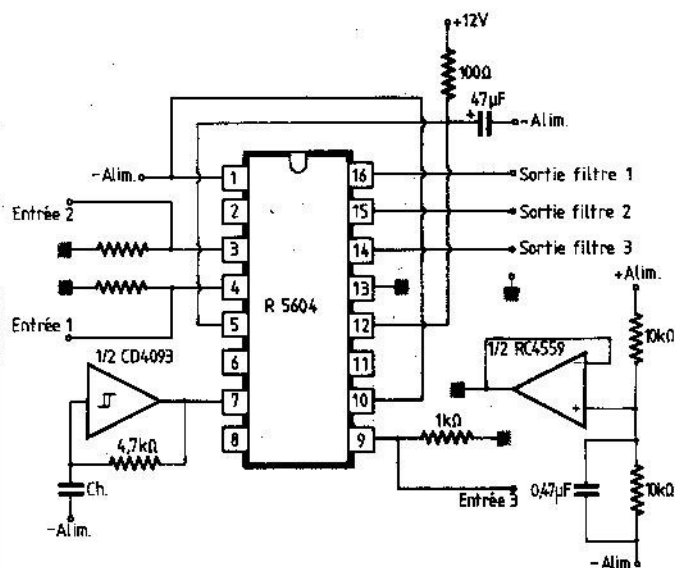 +12V
100Ω
47µF
+
-Alim.
-Alim.
Entrée 2
Entrée 1
1
2
3
4
5
6
7
8
16
15
14
13
12
11
10
9
R 5604
Sortie filtre 1
Sortie filtre 2
Sortie filtre 3
1/2 CD4093
4,7kΩ
Ch.
-Alim.
1kΩ
Entrée 3
+Alim.
10kΩ
1/2 RC4559
+
0,47µF
10kΩ
-Alim